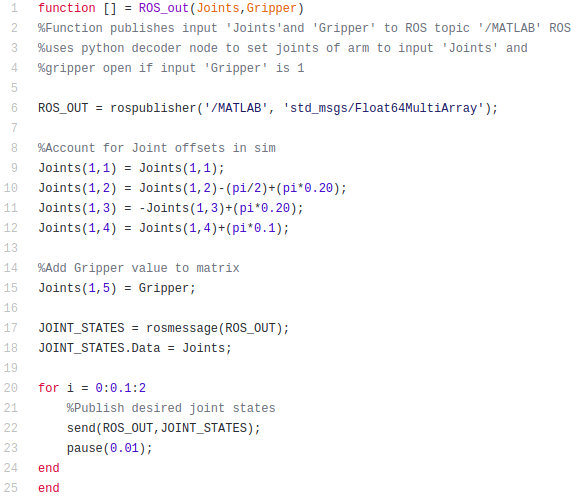 1 function [] = ROS_out(Joints,Gripper)
2 %Function publishes input 'Joints'and 'Gripper' to ROS topic '/MATLAB' ROS
3 %uses python decoder node to set joints of arm to input 'Joints' and
4 %gripper open if input 'Gripper' is 1
5
6 ROS_OUT = rospublisher('/MATLAB', 'std_msgs/Float64MultiArray');
7
8 %Account for Joint offsets in sim
9 Joints(1,1) = Joints(1,1);
10 Joints(1,2) = Joints(1,2)-(pi/2)+(pi*0.20);
11 Joints(1,3) = -Joints(1,3)+(pi*0.20);
12 Joints(1,4) = Joints(1,4)+(pi*0.1);
13
14 %Add Gripper value to matrix
15 Joints(1,5) = Gripper;
16
17 JOINT_STATES = rosmessage(ROS_OUT);
18 JOINT_STATES.Data = Joints;
19
20 for i = 0:0.1:2
21     %Publish desired joint states
22     send(ROS_OUT,JOINT_STATES);
23     pause(0.01);
24 end
25 end